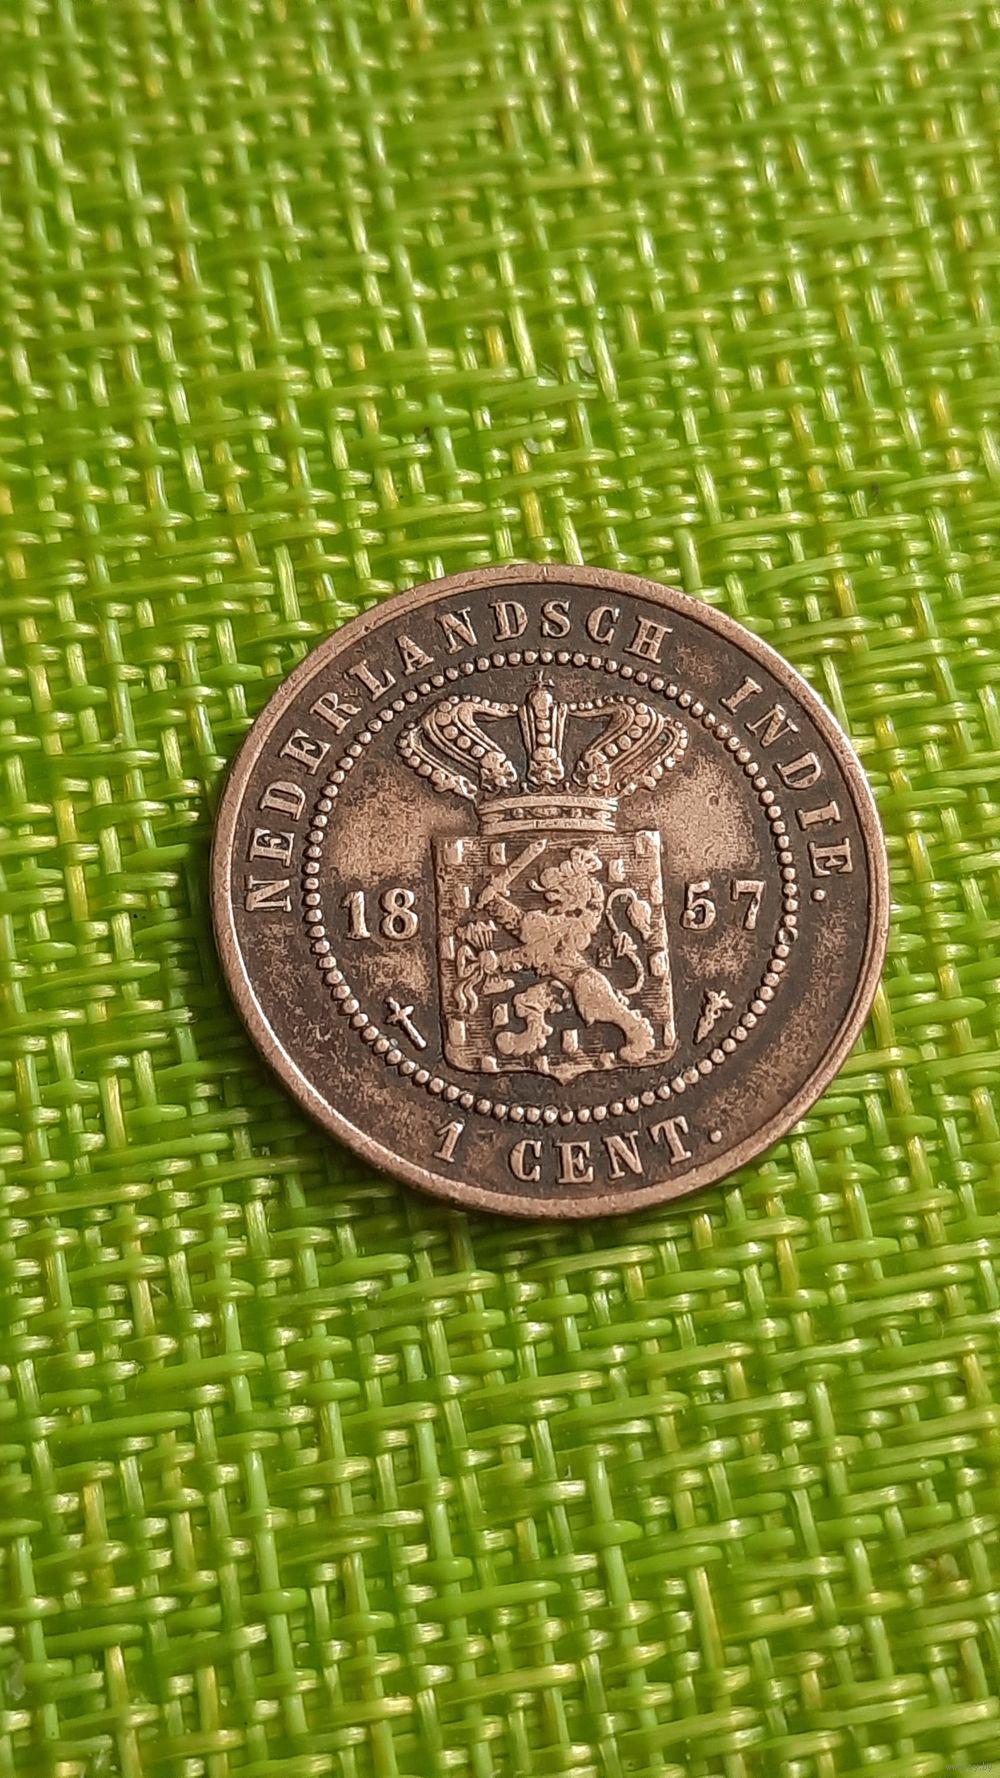 NEDERLANDSCH INDIE.
18 57
1 CENT.